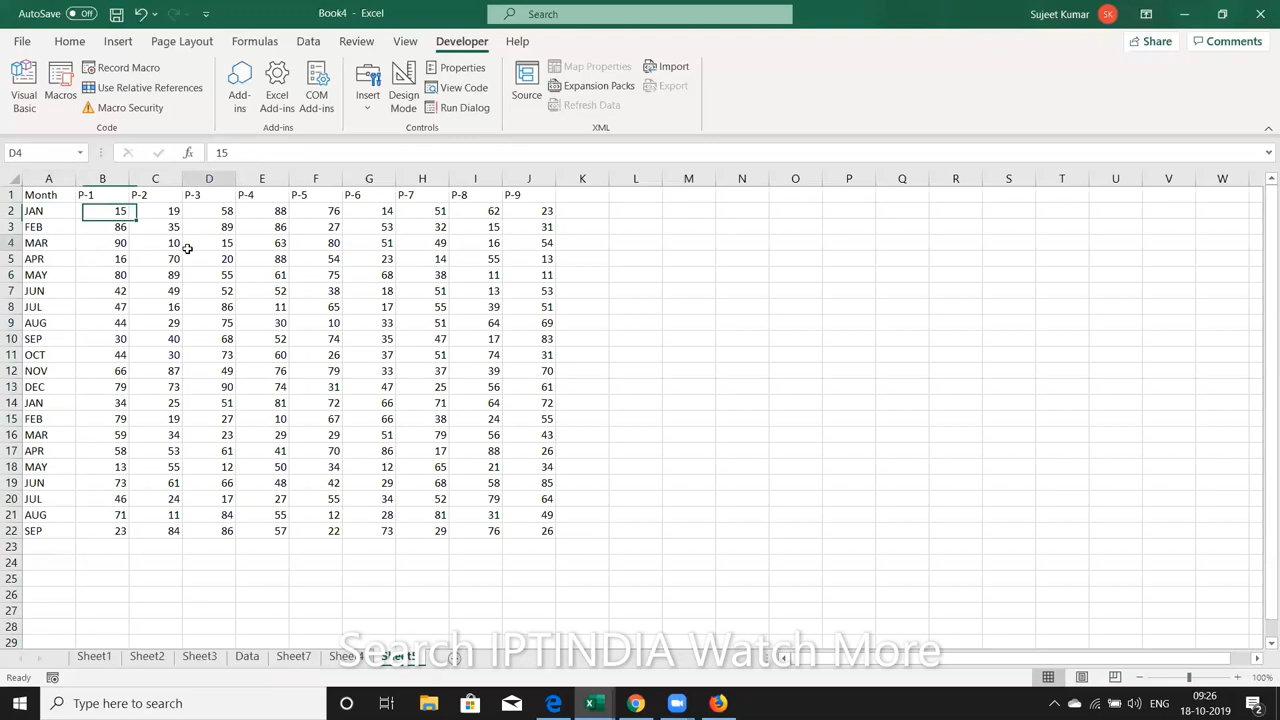 AutoSave Off Book4 - Excel Search Sujeet Kumar SK
File Home Insert Page Layout Formulas Data Review View Developer Help Share Comments
Visual Basic
Macros
Record Macro
Use Relative References
Macro Security
Code
Add-ins
Excel Add-ins
COM Add-ins
Add-ins
Insert
Design Mode
Properties
View Code
Run Dialog
Controls
Source
Map Properties
Expansion Packs
Refresh Data
Import
Export
XML
D4 fx 15
A B C D E F G H I J K L M N O P Q R S T U V W
1 Month P-1 P-2 P-3 P-4 P-5 P-6 P-7 P-8 P-9
2 JAN 15 19 58 88 76 14 51 62 23
3 FEB 86 35 89 86 27 53 32 15 31
4 MAR 90 10 15 63 80 51 49 16 54
5 APR 16 70 20 88 54 23 14 55 13
6 MAY 80 89 55 61 75 68 38 11 11
7 JUN 42 49 52 52 38 18 51 13 53
8 JUL 47 16 86 11 65 17 55 39 51
9 AUG 44 29 75 30 10 33 51 64 69
10 SEP 30 40 68 52 74 35 47 17 83
11 OCT 44 30 73 60 26 37 51 74 31
12 NOV 66 87 49 76 79 33 37 39 70
13 DEC 79 73 90 74 31 47 25 56 61
14 JAN 34 25 51 81 72 66 71 64 72
15 FEB 79 19 27 10 67 66 38 24 55
16 MAR 59 34 23 29 29 51 79 56 43
17 APR 58 53 61 41 70 86 17 88 26
18 MAY 13 55 12 50 34 12 65 21 34
19 JUN 73 61 66 48 42 29 68 58 85
20 JUL 46 24 17 27 55 34 52 79 64
21 AUG 71 11 84 55 12 28 81 31 49
22 SEP 23 84 86 57 22 73 29 76 26
23
24
25
26
27
28
29
Search IPTINDIA Watch More
Sheet1 Sheet2 Sheet3 Data Sheet7
Ready 100%
Type here to search ENG 09:26
18-10-2019 2